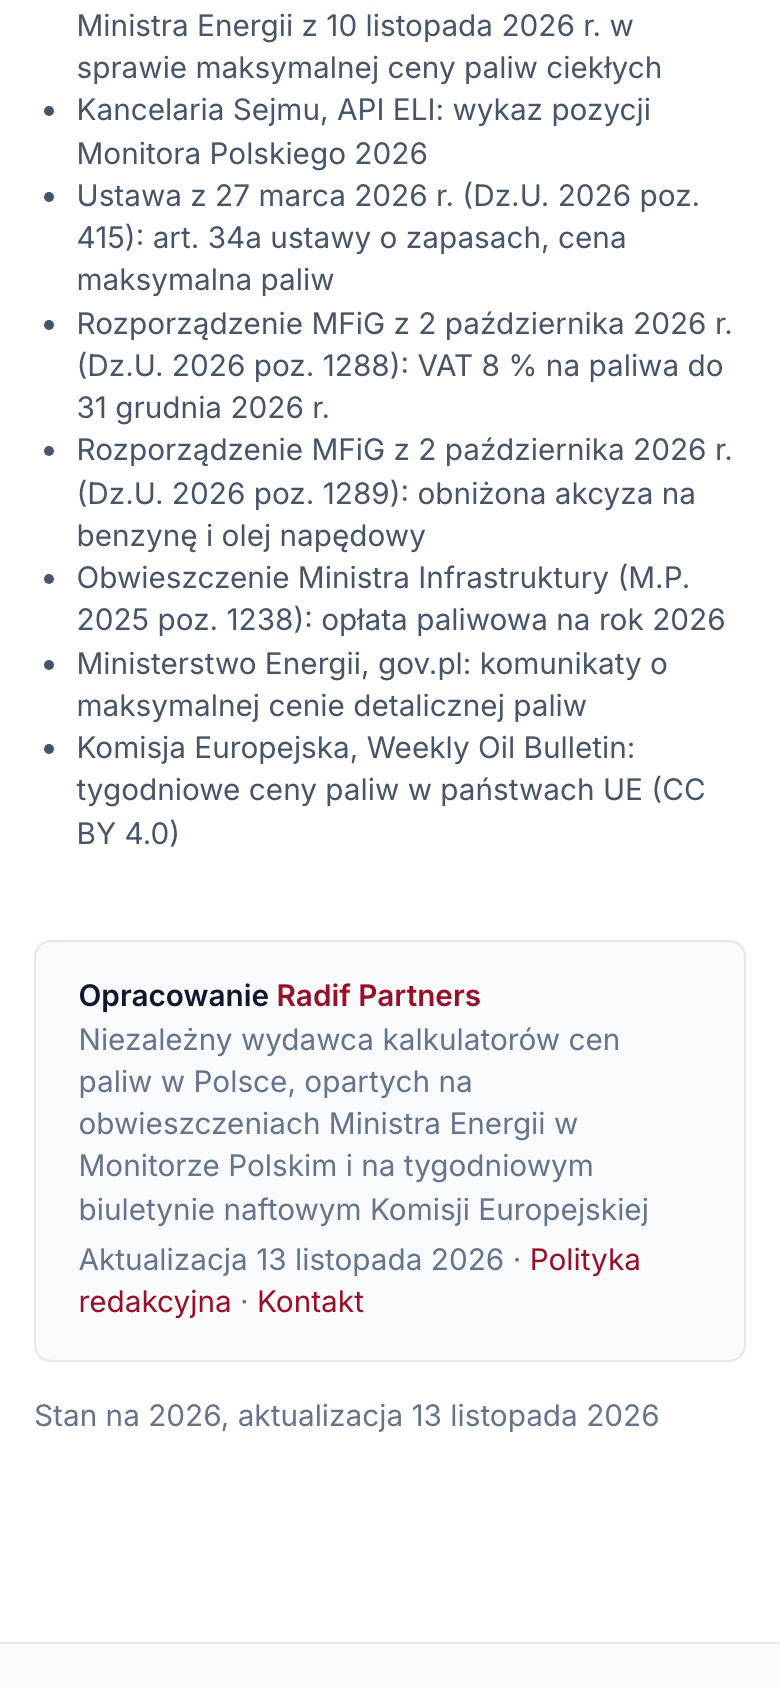 Ministra Energii z 10 listopada 2026 r. w
sprawie maksymalnej ceny paliw ciekłych
• Kancelaria Sejmu, API ELI: wykaz pozycji
Monitora Polskiego 2026
• Ustawa z 27 marca 2026 r. (Dz.U. 2026 poz.
415): art. 34a ustawy o zapasach, cena
maksymalna paliw
• Rozporządzenie MFiG z 2 października 2026 r.
(Dz.U. 2026 poz. 1288): VAT 8 % na paliwa do
31 grudnia 2026 r.
• Rozporządzenie MFiG z 2 października 2026 r.
(Dz.U. 2026 poz. 1289): obniżona akcyza na
benzynę i olej napędowy
• Obwieszczenie Ministra Infrastruktury (M.P.
2025 poz. 1238): opłata paliwowa na rok 2026
• Ministerstwo Energii, gov.pl: komunikaty o
maksymalnej cenie detalicznej paliw
• Komisja Europejska, Weekly Oil Bulletin:
tygodniowe ceny paliw w państwach UE (CC
BY 4.0)
Opracowanie Radif Partners
Niezależny wydawca kalkulatorów cen
paliw w Polsce, opartych na
obwieszczeniach Ministra Energii w
Monitorze Polskim i na tygodniowym
biuletynie naftowym Komisji Europejskiej
Aktualizacja 13 listopada 2026 · Polityka
redakcyjna · Kontakt
Stan na 2026, aktualizacja 13 listopada 2026